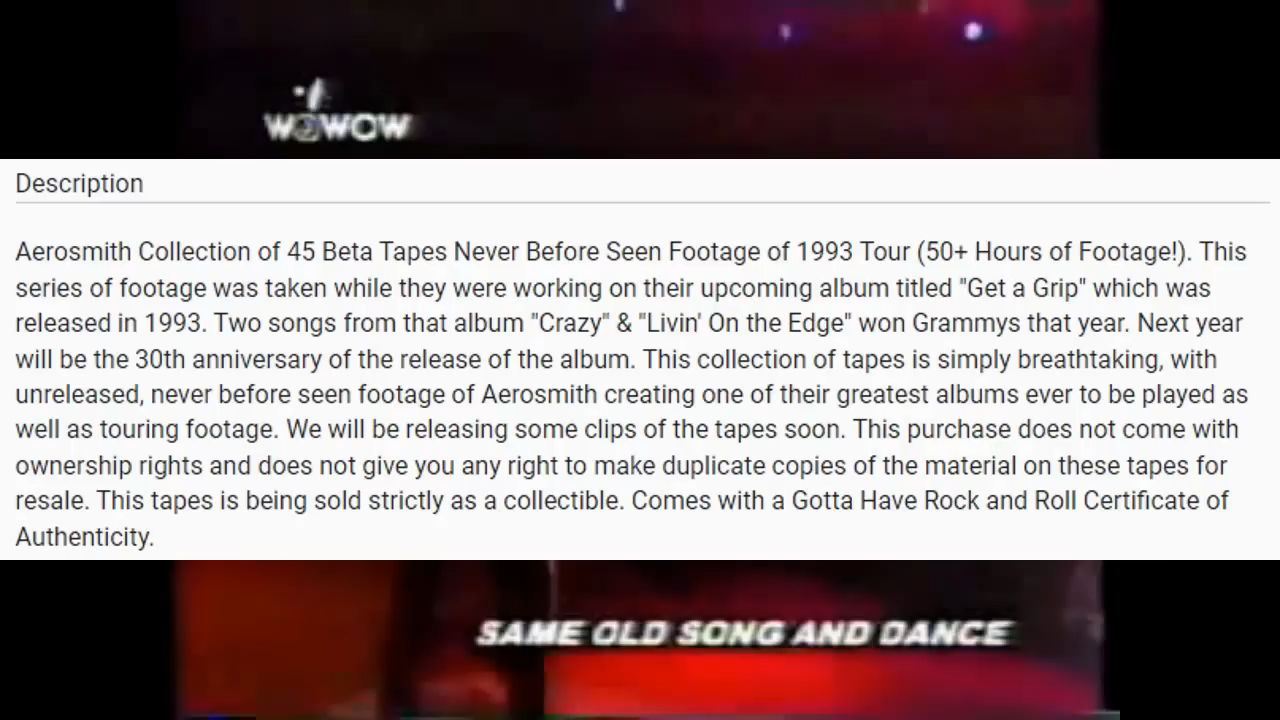 WOWOW
Description
Aerosmith Collection of 45 Beta Tapes Never Before Seen Footage of 1993 Tour (50+ Hours of Footage!). This
series of footage was taken while they were working on their upcoming album titled "Get a Grip" which was
released in 1993. Two songs from that album "Crazy" & "Livin' On the Edge" won Grammys that year. Next year
will be the 30th anniversary of the release of the album. This collection of tapes is simply breathtaking, with
unreleased, never before seen footage of Aerosmith creating one of their greatest albums ever to be played as
well as touring footage. We will be releasing some clips of the tapes soon. This purchase does not come with
ownership rights and does not give you any right to make duplicate copies of the material on these tapes for
resale. This tapes is being sold strictly as a collectible. Comes with a Gotta Have Rock and Roll Certificate of
Authenticity.
SAME OLD SONG AND DANCE